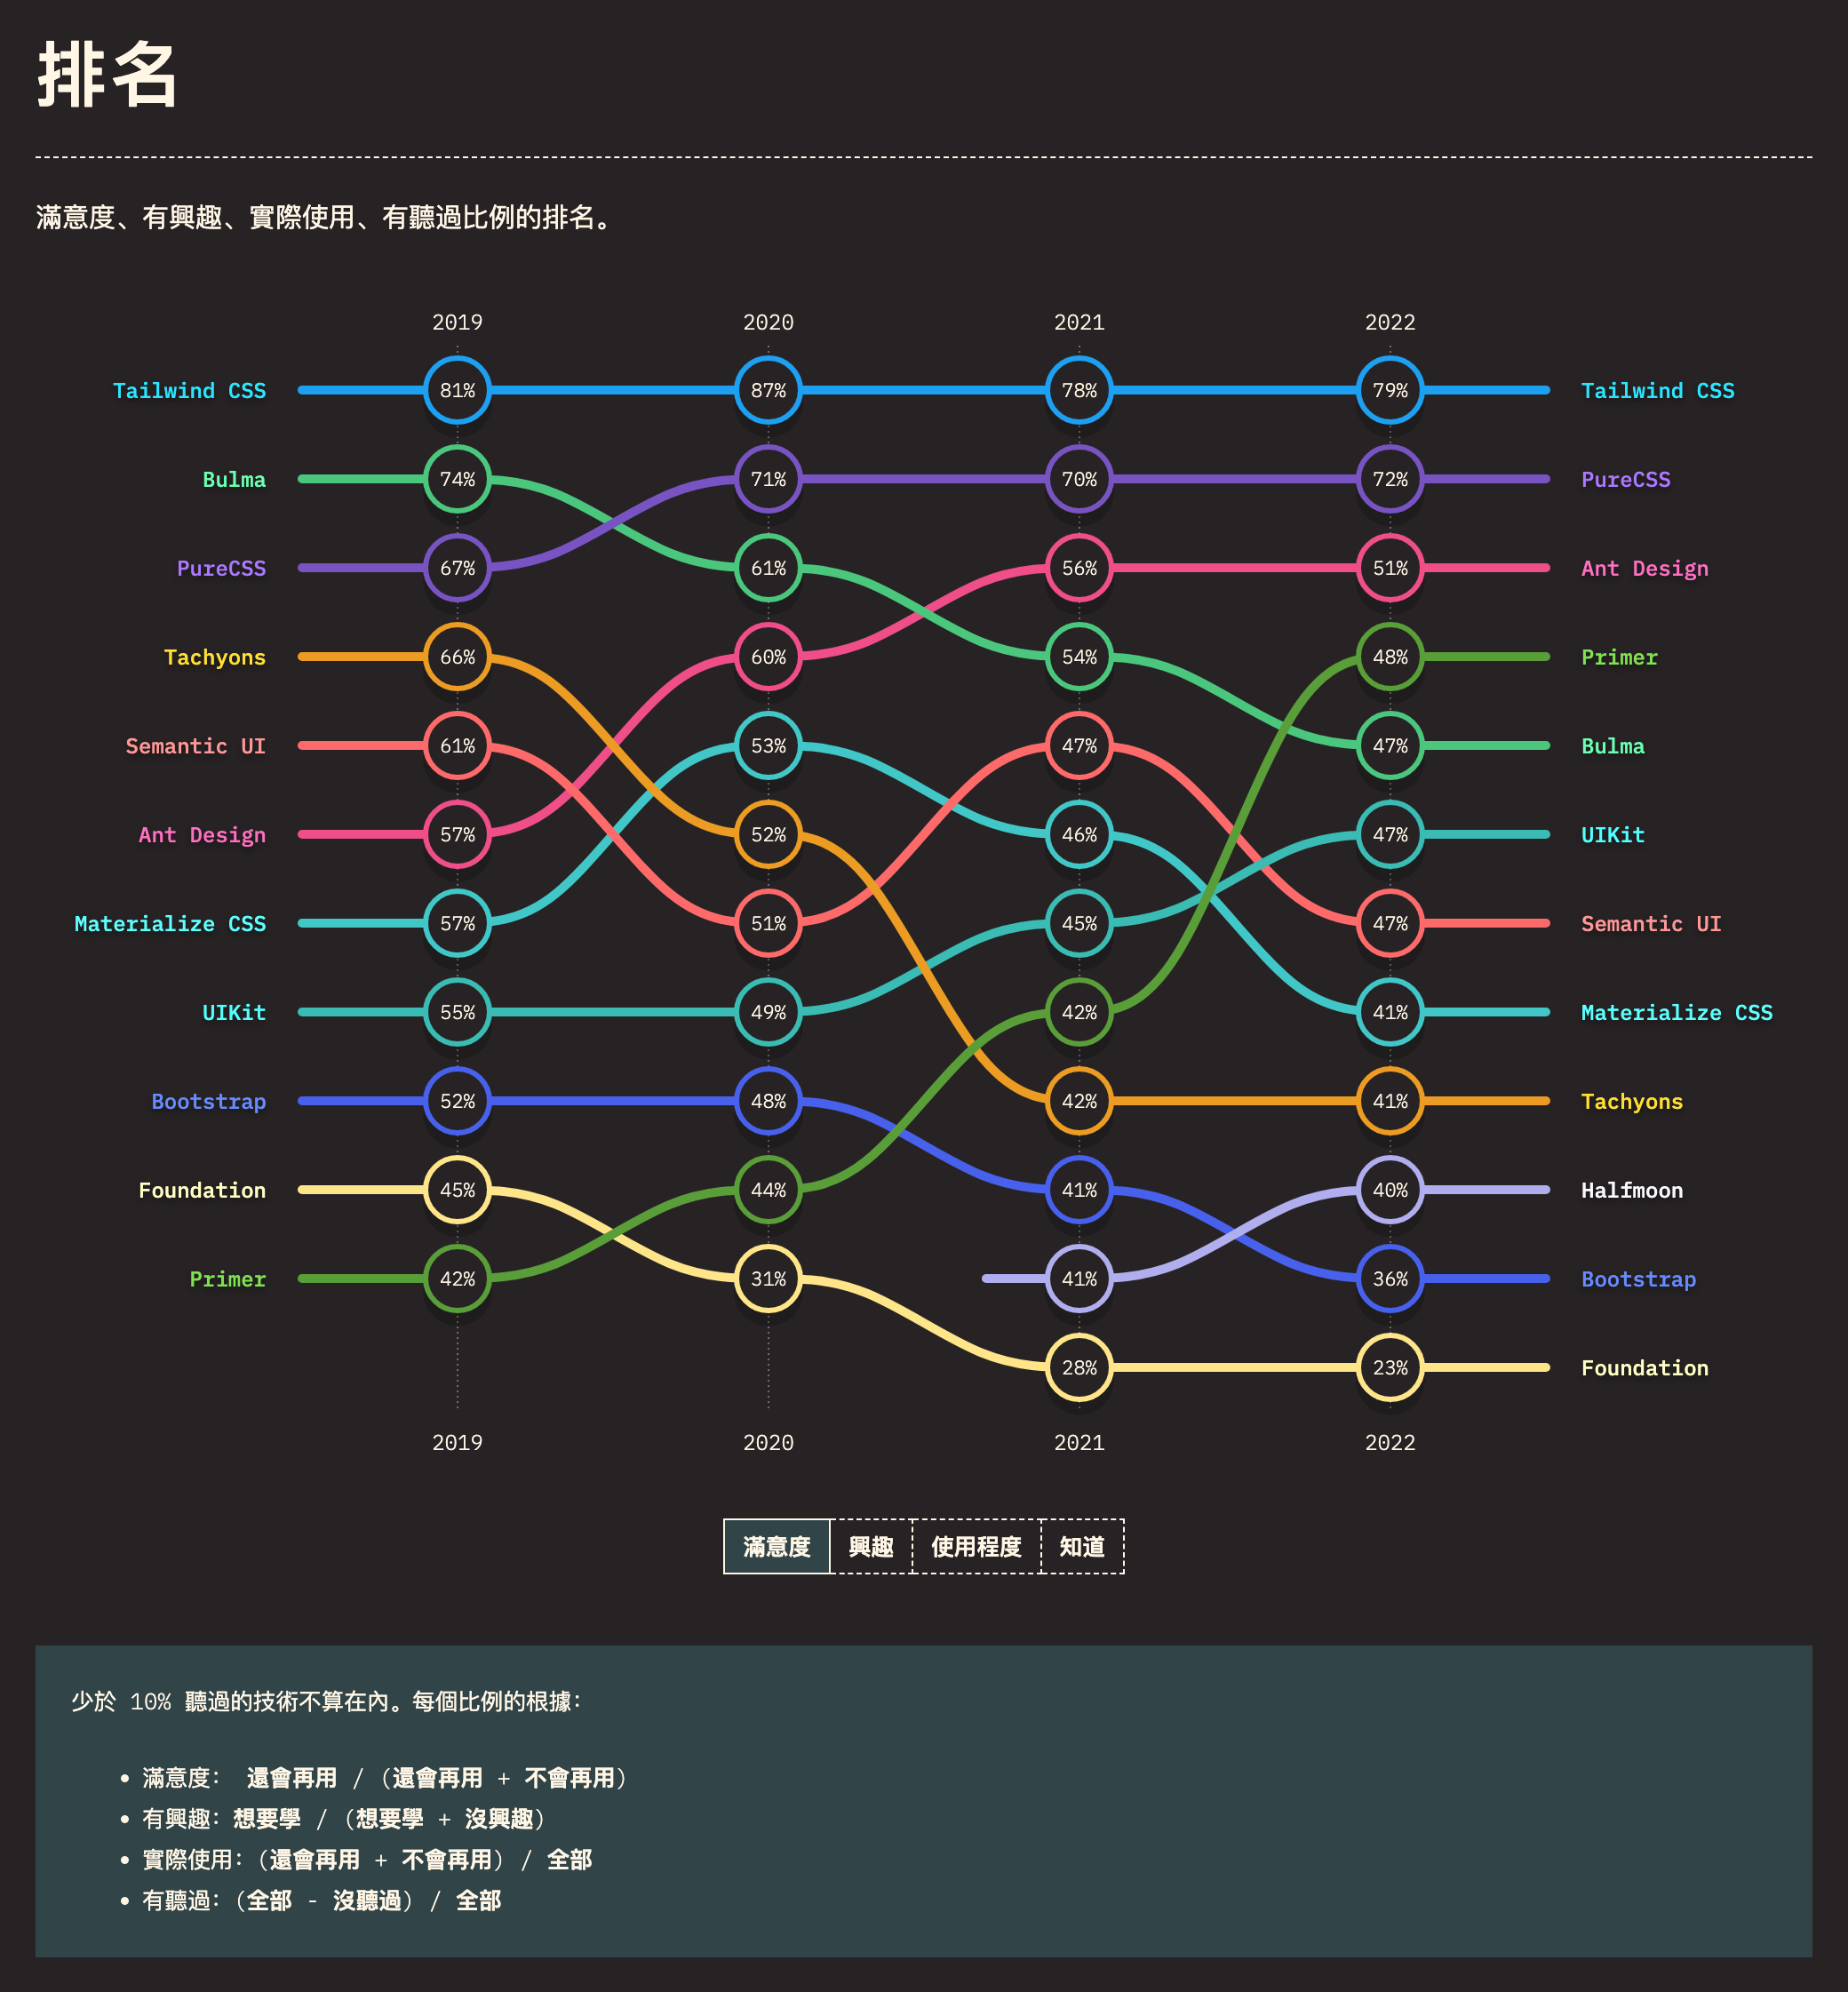 排名
滿意度、有興趣、實際使用、有聽過比例的排名。
2019 2020 2021 2022
Tailwind CSS 81% 87% 78% 79% Tailwind CSS
Bulma 74% 71% 70% 72% PureCSS
PureCSS 67% 61% 56% 51% Ant Design
Tachyons 66% 60% 54% 48% Primer
Semantic UI 61% 53% 47% 47% Bulma
Ant Design 57% 52% 46% 47% UIKit
Materialize CSS 57% 51% 45% 47% Semantic UI
UIKit 55% 49% 42% 41% Materialize CSS
Bootstrap 52% 48% 42% 41% Tachyons
Foundation 45% 44% 41% 40% Halfmoon
Primer 42% 31% 41% 36% Bootstrap
28% 23% Foundation
2019 2020 2021 2022
滿意度 興趣 使用程度 知道
少於 10% 聽過的技術不算在內。每個比例的根據：
• 滿意度： 還會再用 / (還會再用 + 不會再用)
• 有興趣：想要學 / (想要學 + 沒興趣)
• 實際使用：(還會再用 + 不會再用) / 全部
• 有聽過：(全部 - 沒聽過) / 全部